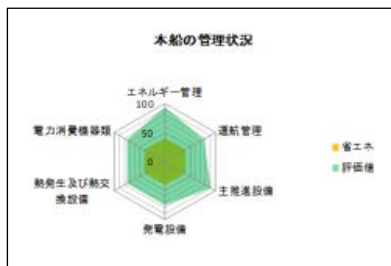 本船の管理状況
エネルギー管理
100
50
0
電力消費機器類
運航管理
省エネ
評価値
熱発生及び熱交
換設備
主推進設備
発電設備